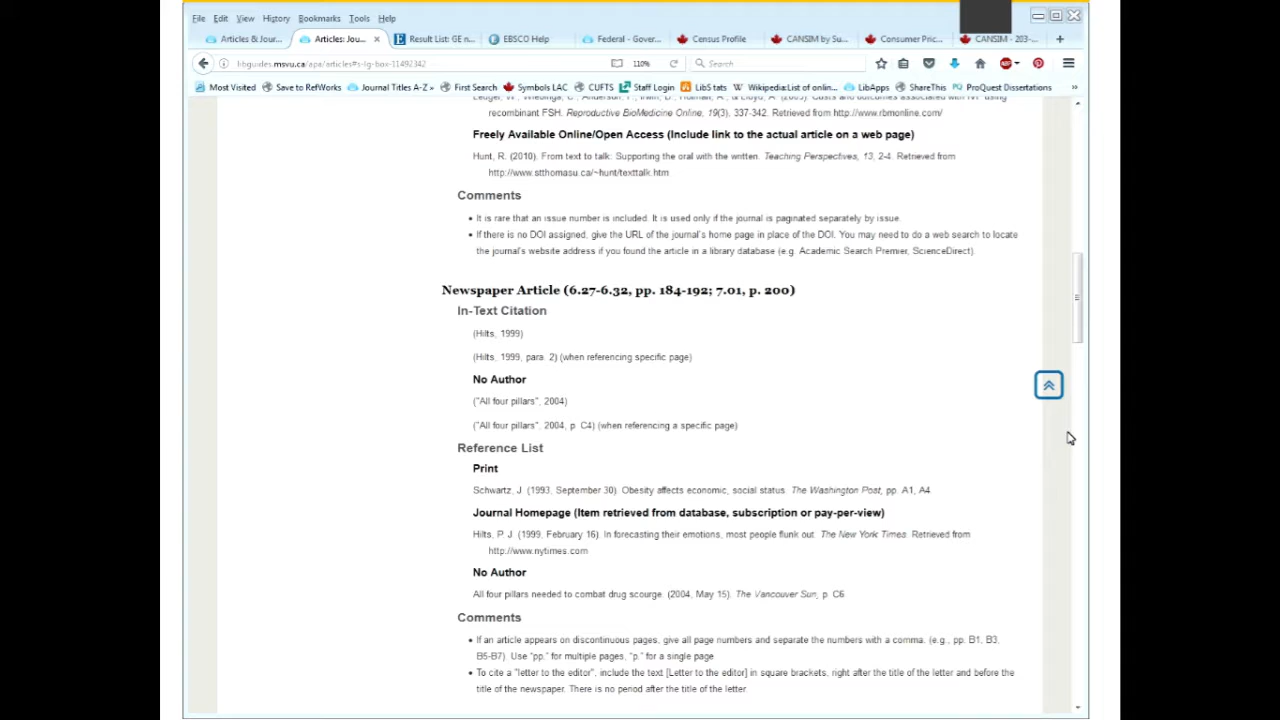 File Edit View History Bookmarks Tools Help
Articles & Jour... Articles: Jou... × Result List: GE n... EBSCO Help Federal - Gover... Census Profile CANSIM by Su... Consumer Pric... CANSIM - 203-... +
libguides.msvu.ca/apa/articles#s-lg-box-11492342 110% Search
Most Visited Save to RefWorks Journal Titles A-Z » First Search Symbols LAC CUFTS Staff Login LibS tats Wikipedia:List of onlin... LibApps ShareThis ProQuest Dissertations »
recombinant FSH. Reproductive BioMedicine Online, 19(3), 337-342. Retrieved from http://www.rbmonline.com/
Freely Available Online/Open Access (Include link to the actual article on a web page)
Hunt, R. (2010). From text to talk: Supporting the oral with the written. Teaching Perspectives, 13, 2-4. Retrieved from
http://www.stthomasu.ca/~hunt/texttalk.htm
Comments
• It is rare that an issue number is included. It is used only if the journal is paginated separately by issue.
• If there is no DOI assigned, give the URL of the journal's home page in place of the DOI. You may need to do a web search to locate
the journal's website address if you found the article in a library database (e.g. Academic Search Premier, ScienceDirect).
Newspaper Article (6.27-6.32, pp. 184-192; 7.01, p. 200)
In-Text Citation
(Hilts, 1999)
(Hilts, 1999, para. 2) (when referencing specific page)
No Author
("All four pillars", 2004)
("All four pillars", 2004, p. C4) (when referencing a specific page)
Reference List
Print
Schwartz, J. (1993, September 30). Obesity affects economic, social status. The Washington Post, pp. A1, A4
Journal Homepage (Item retrieved from database, subscription or pay-per-view)
Hilts, P. J. (1999, February 16). In forecasting their emotions, most people flunk out. The New York Times. Retrieved from
http://www.nytimes.com
No Author
All four pillars needed to combat drug scourge. (2004, May 15). The Vancouver Sun, p. C6
Comments
• If an article appears on discontinuous pages, give all page numbers and separate the numbers with a comma. (e.g., pp. B1, B3,
B5-B7). Use "pp." for multiple pages, "p." for a single page
• To cite a "letter to the editor", include the text [Letter to the editor] in square brackets, right after the title of the letter and before the
title of the newspaper. There is no period after the title of the letter.